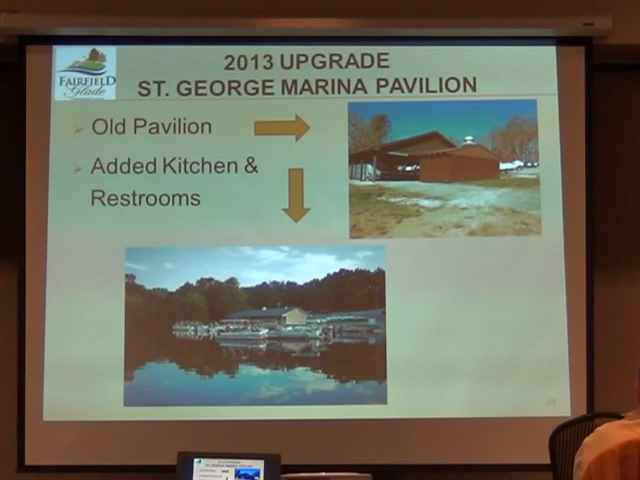 2013 UPGRADE
ST. GEORGE MARINA PAVILION
FAIRFIELD
Glade
Old Pavilion
Added Kitchen &
Restrooms